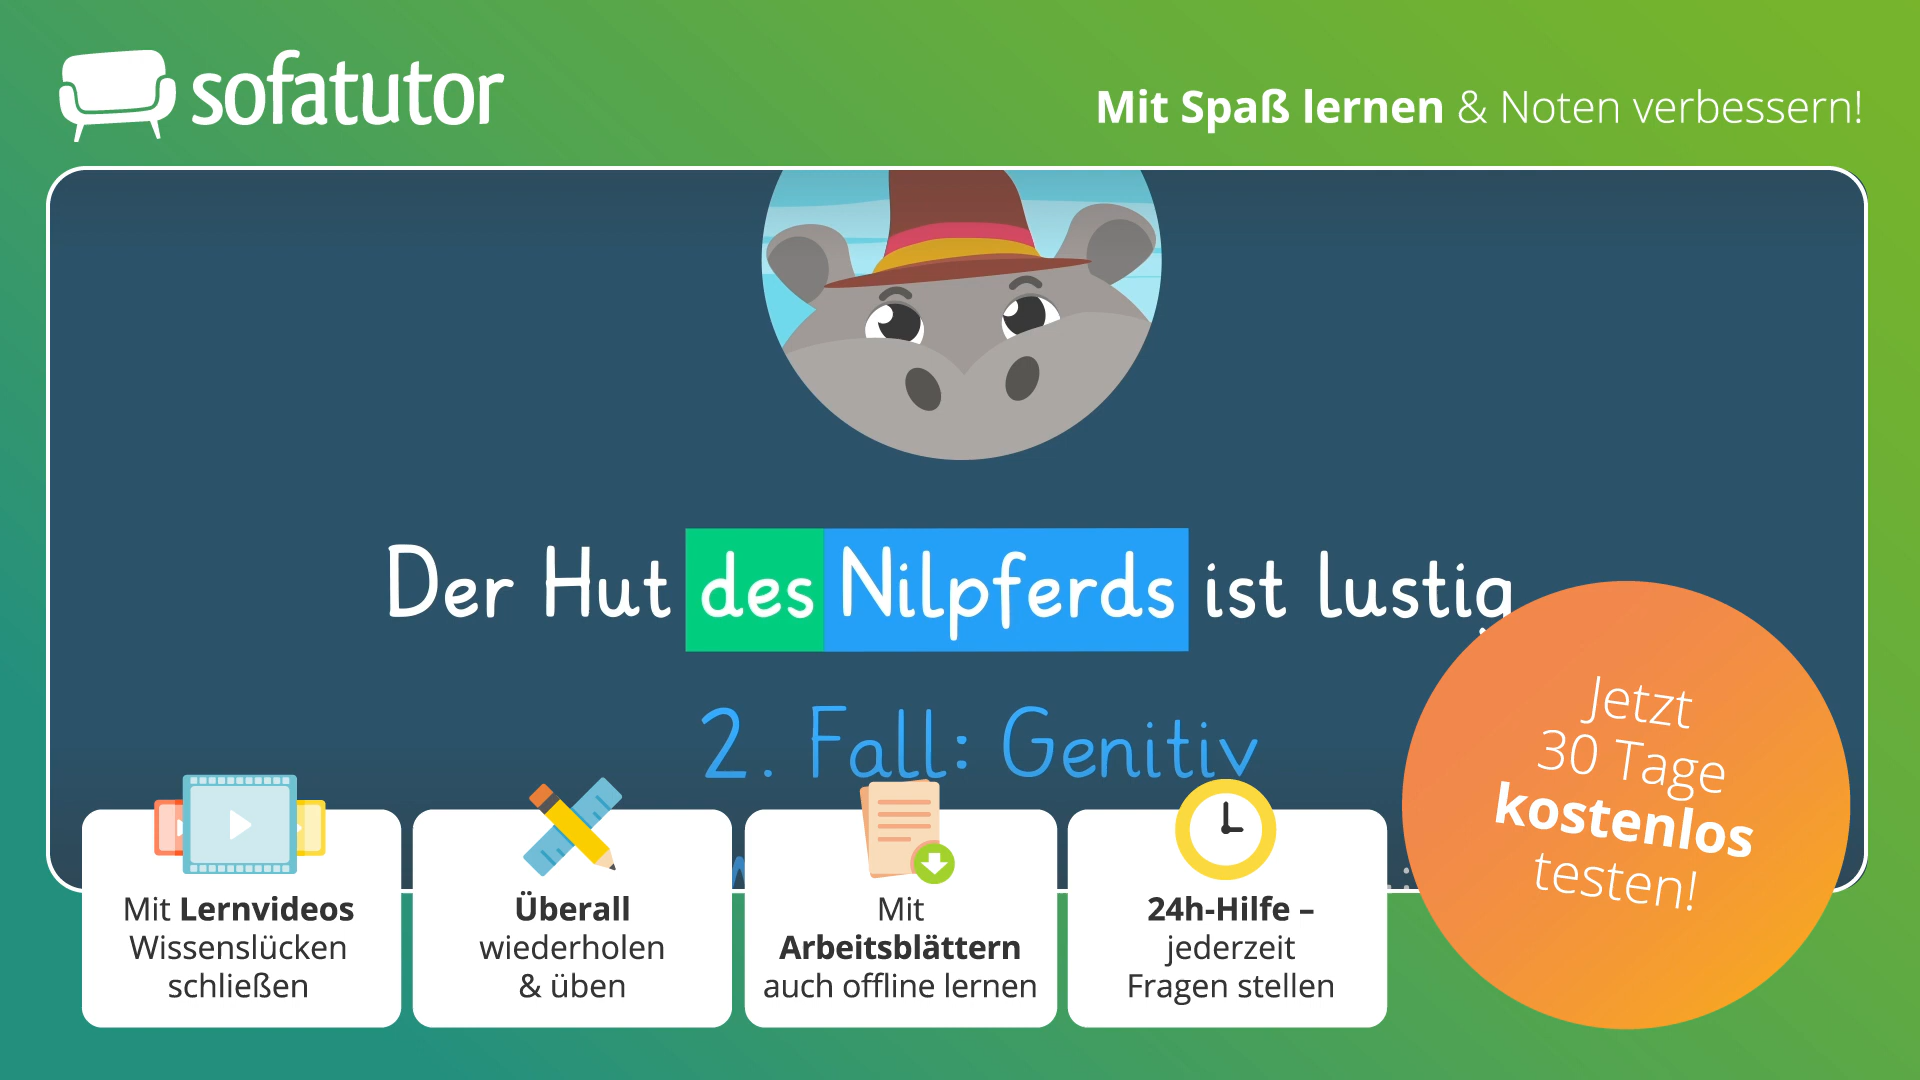 sofatutor
Mit Spaß lernen & Noten verbessern!
Der Hut des Nilpferds ist lustig
2. Fall: Genitiv
Mit Lernvideos
Wissenslücken
schließen
Überall
wiederholen
& üben
Mit
Arbeitsblättern
auch offline lernen
24h-Hilfe –
jederzeit
Fragen stellen
Jetzt
30 Tage
kostenlos
testen!